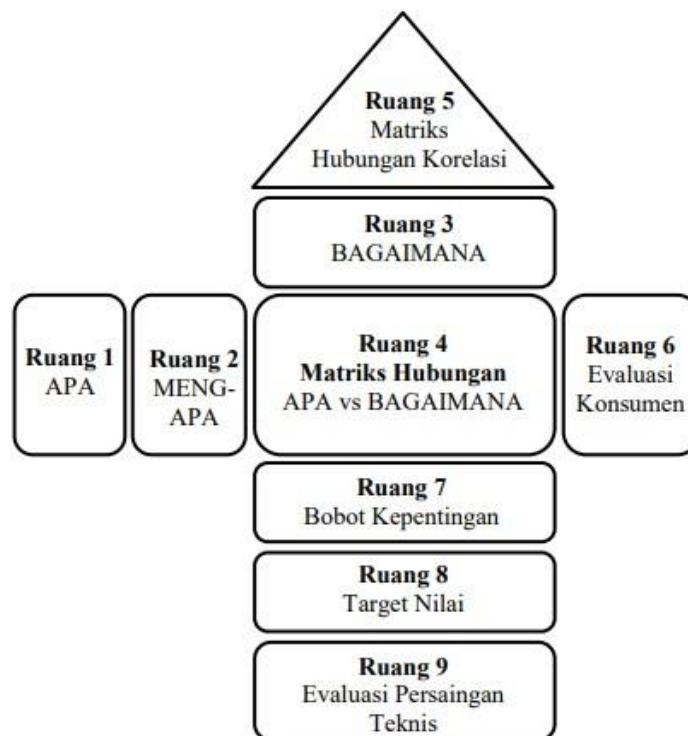 Ruang 5
Matriks
Hubungan Korelasi
Ruang 3
BAGAIMANA
Ruang 1
APA
Ruang 2
MENG-
APA
Ruang 4
Matriks Hubungan
APA vs BAGAIMANA
Ruang 6
Evaluasi
Konsumen
Ruang 7
Bobot Kepentingan
Ruang 8
Target Nilai
Ruang 9
Evaluasi Persaingan
Teknis